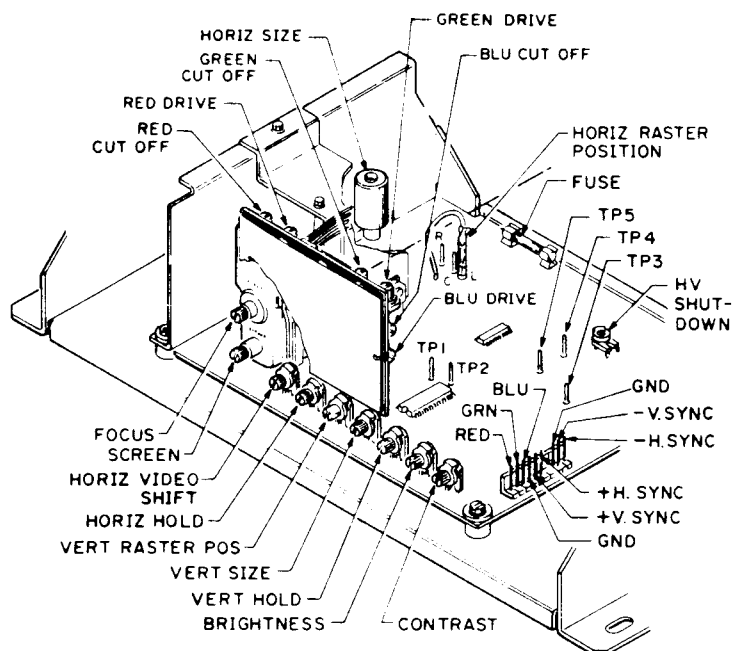 GREEN DRIVE
HORIZ SIZE
GREEN
CUT OFF
BLU CUT OFF
RED DRIVE
RED
CUT OFF
HORIZ RASTER
POSITION
FUSE
TP5
TP4
TP3
R
C
L
HV
SHUT-
DOWN
BLU DRIVE
TP1
TP2
BLU
GND
GRN
-V. SYNC
RED
-H. SYNC
FOCUS
SCREEN
HORIZ VIDEO
SHIFT
+H. SYNC
HORIZ HOLD
+V. SYNC
VERT RASTER POS
GND
VERT SIZE
VERT HOLD
BRIGHTNESS
CONTRAST